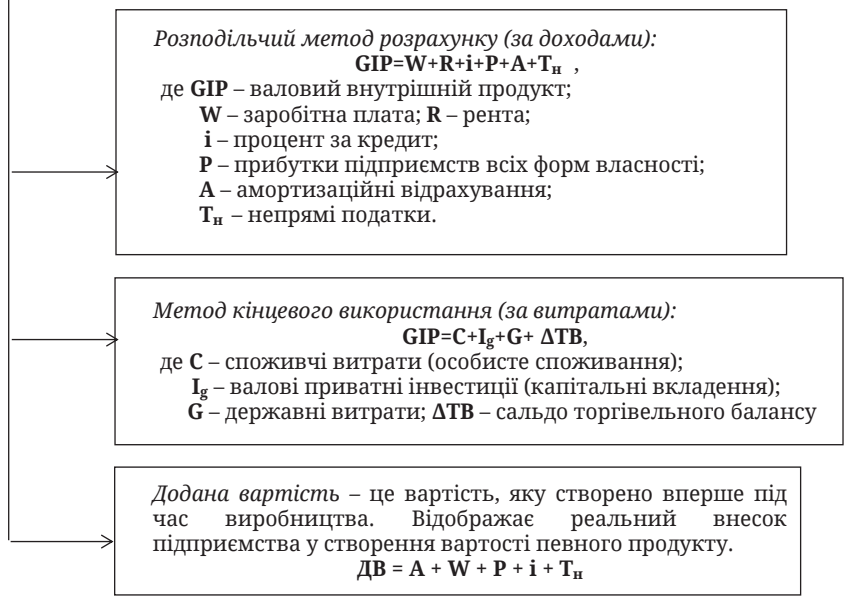 Розподільчий метод розрахунку (за доходами):
GIP=W+R+i+P+A+Tн ,
де GIP – валовий внутрішній продукт;
W – заробітна плата; R – рента;
i – процент за кредит;
P – прибутки підприємств всіх форм власності;
A – амортизаційні відрахування;
Tн – непрямі податки.
Метод кінцевого використання (за витратами):
GIP=C+Ig+G+ ΔTB,
де C – споживчі витрати (особисте споживання);
Ig – валові приватні інвестиції (капітальні вкладення);
G – державні витрати; ΔTB – сальдо торгівельного балансу
Додана вартість – це вартість, яку створено вперше під
час виробництва. Відображає реальний внесок
підприємства у створення вартості певного продукту.
ДВ = A + W + P + i + Tн